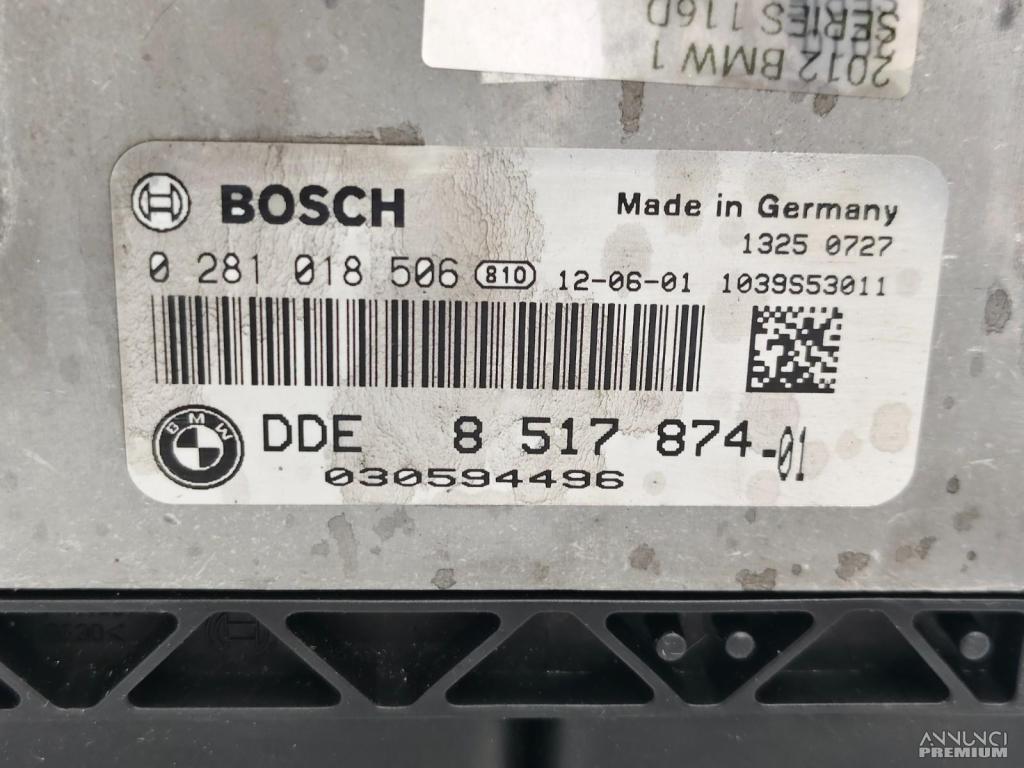 2012 BMW 1
SERIES 116D
BOSCH
Made in Germany
1325 0727
0 281 018 506 810 12-06-01 1039S53011
BMW
DDE 8 517 874-01
030594496
ANNUNCI
PREMIUM